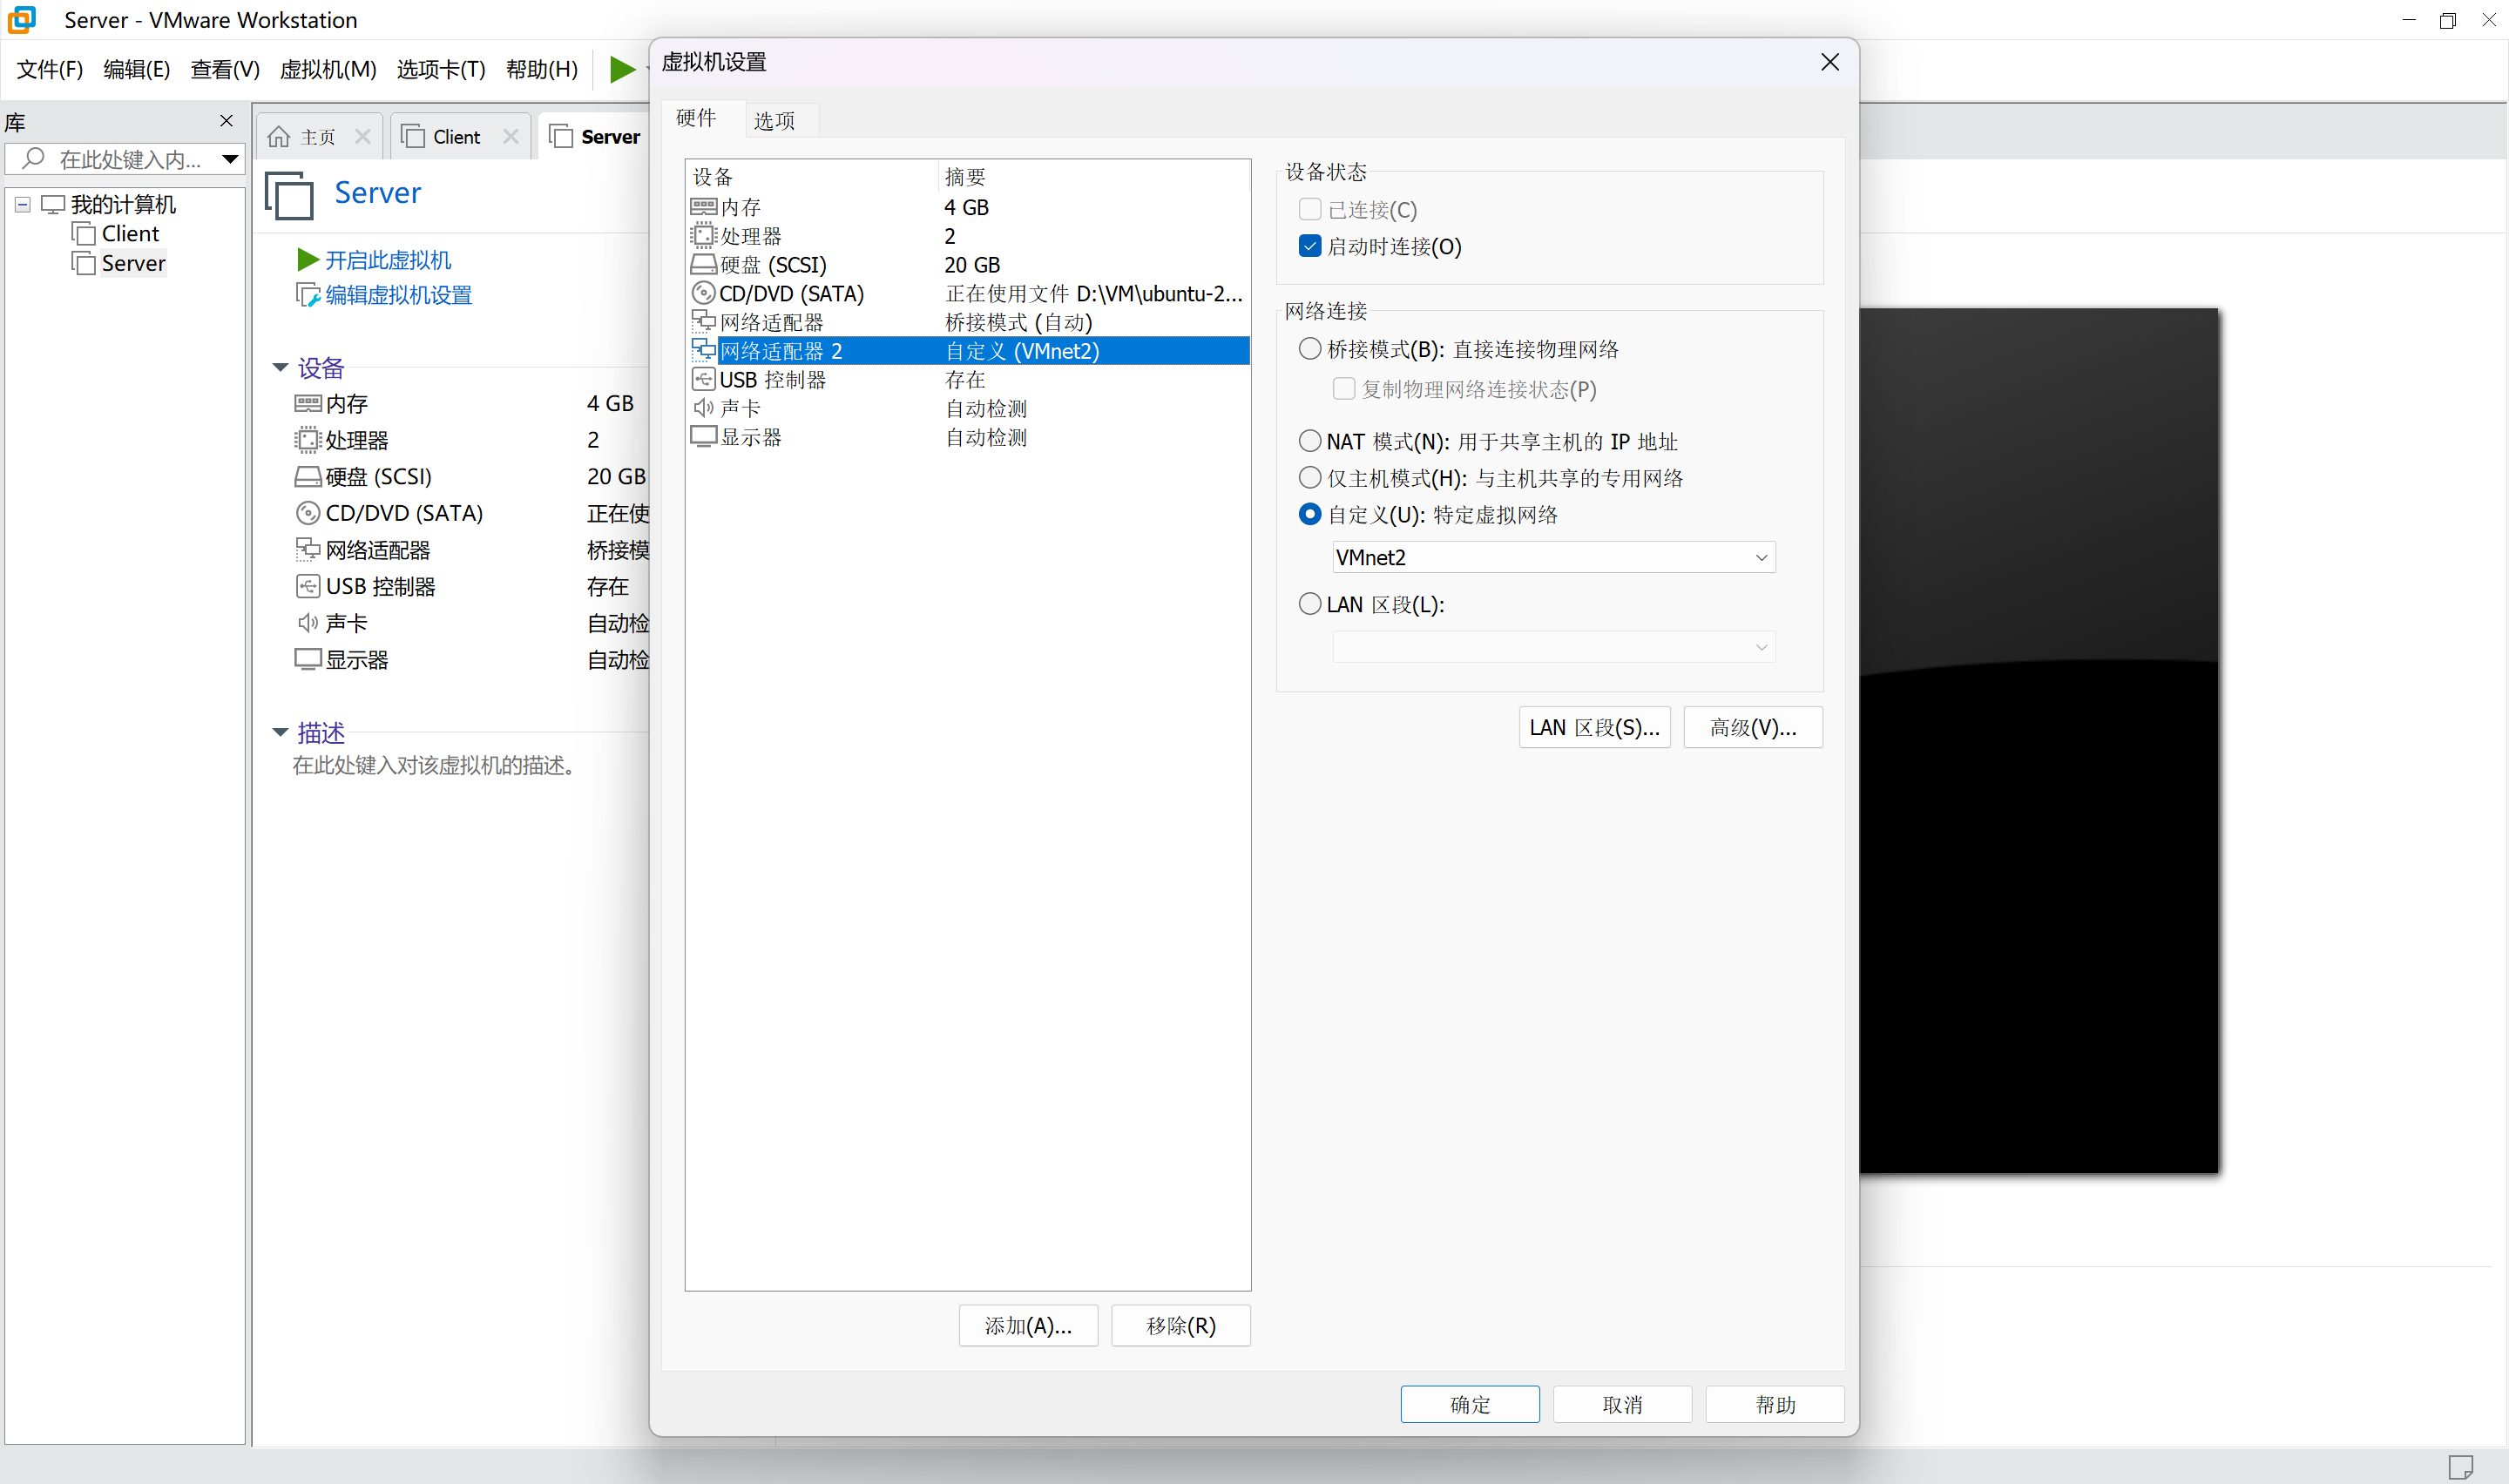 Server - VMware Workstation
文件(F) 编辑(E) 查看(V) 虚拟机(M) 选项卡(T) 帮助(H)
库
在此处键入内...
我的计算机
Client
Server
主页
Client
Server
Server
开启此虚拟机
编辑虚拟机设置
设备
内存 4 GB
处理器 2
硬盘 (SCSI) 20 GB
CD/DVD (SATA) 正在使
网络适配器 桥接模
USB 控制器 存在
声卡 自动检
显示器 自动检
描述
在此处键入对该虚拟机的描述。
虚拟机设置
硬件 选项
设备 摘要
内存 4 GB
处理器 2
硬盘 (SCSI) 20 GB
CD/DVD (SATA) 正在使用文件 D:\VM\ubuntu-2...
网络适配器 桥接模式 (自动)
网络适配器 2 自定义 (VMnet2)
USB 控制器 存在
声卡 自动检测
显示器 自动检测
添加(A)... 移除(R)
设备状态
已连接(C)
启动时连接(O)
网络连接
桥接模式(B): 直接连接物理网络
复制物理网络连接状态(P)
NAT 模式(N): 用于共享主机的 IP 地址
仅主机模式(H): 与主机共享的专用网络
自定义(U): 特定虚拟网络
VMnet2
LAN 区段(L):
LAN 区段(S)... 高级(V)...
确定 取消 帮助